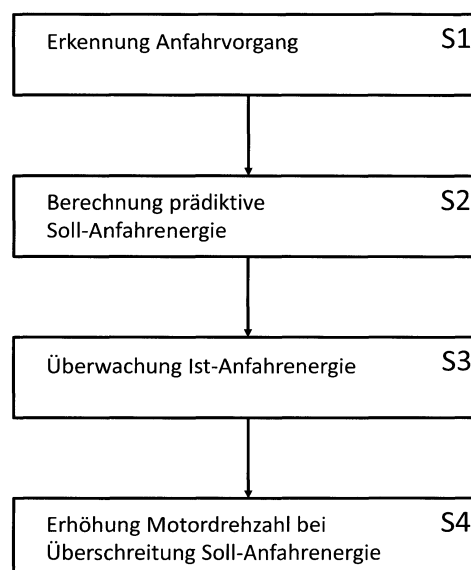 Erkennung Anfahrvorgang S1
Berechnung prädiktive S2
Soll-Anfahrenergie
Überwachung Ist-Anfahrenergie S3
Erhöhung Motordrehzahl bei S4
Überschreitung Soll-Anfahrenergie